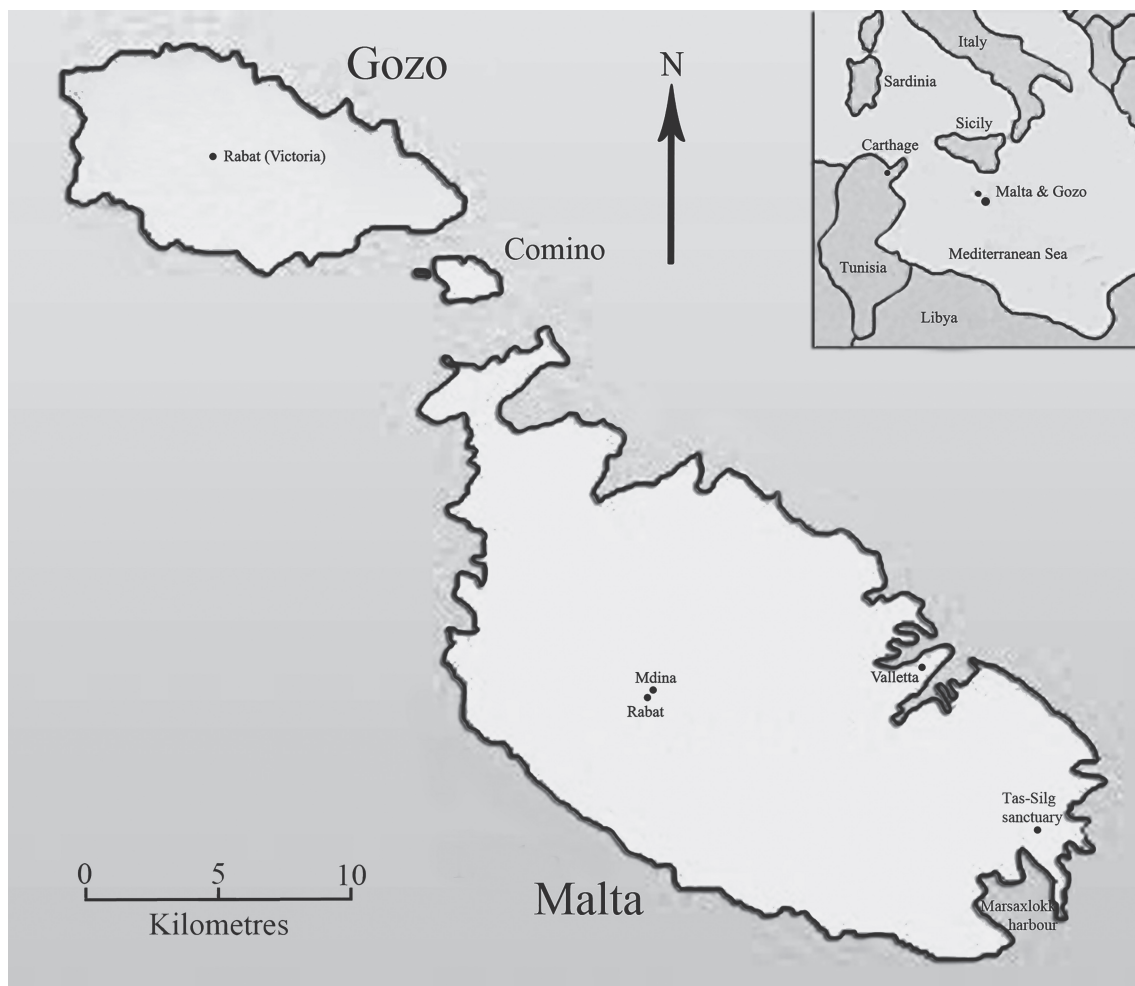 Gozo
N
Italy
Sardinia
Sicily
Carthage
Malta & Gozo
Mediterranean Sea
Tunisia
Libya
Rabat (Victoria)
Comino
Mdina
Rabat
Valletta
Tas-Silg
sanctuary
Marsaxlokk
harbour
Malta
0 5 10
Kilometres